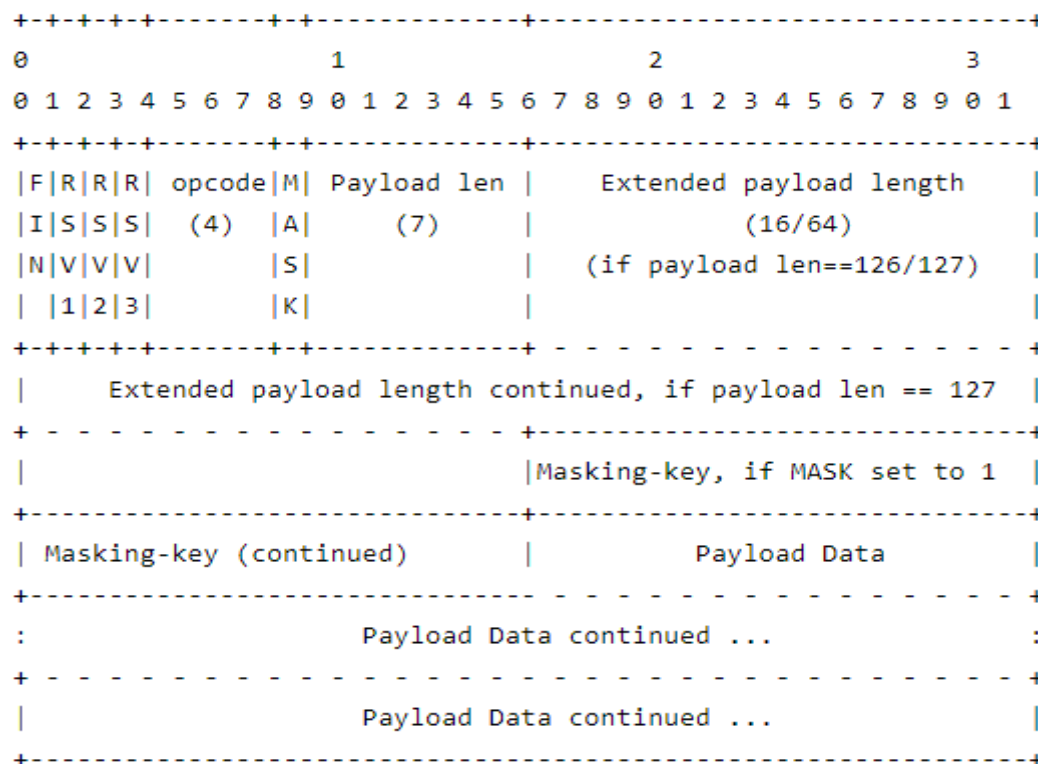 +-+-+-+-+-------+-+-------------+-------------------------------+
0                   1                   2                   3
0 1 2 3 4 5 6 7 8 9 0 1 2 3 4 5 6 7 8 9 0 1 2 3 4 5 6 7 8 9 0 1
+-+-+-+-+-------+-+-------------+-------------------------------+
|F|R|R|R| opcode|M| Payload len |    Extended payload length    |
|I|S|S|S|  (4)  |A|     (7)     |             (16/64)           |
|N|V|V|V|       |S|             |   (if payload len==126/127)   |
| |1|2|3|       |K|             |                               |
+-+-+-+-+-------+-+-------------+ - - - - - - - - - - - - - - - +
|     Extended payload length continued, if payload len == 127  |
+ - - - - - - - - - - - - - - - +-------------------------------+
|                               |Masking-key, if MASK set to 1  |
+-------------------------------+-------------------------------+
| Masking-key (continued)       |          Payload Data         |
+-------------------------------- - - - - - - - - - - - - - - - +
:                     Payload Data continued ...                :
+ - - - - - - - - - - - - - - - - - - - - - - - - - - - - - - - +
|                     Payload Data continued ...                |
+---------------------------------------------------------------+